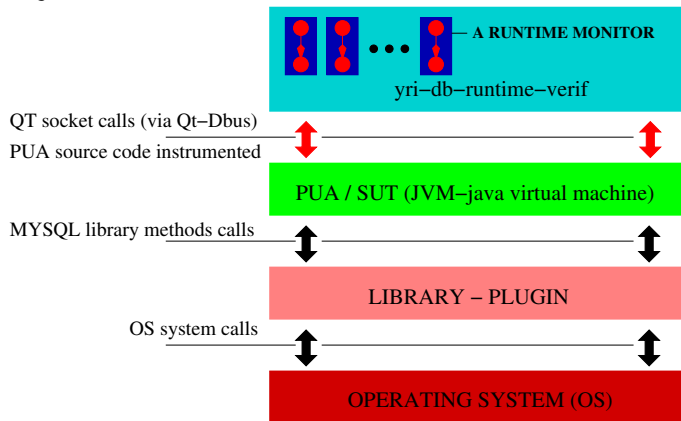 A RUNTIME MONITOR
yri−db−runtime−verif
QT socket calls (via Qt−Dbus)
PUA source code instrumented
PUA / SUT (JVM−java virtual machine)
MYSQL library methods calls
LIBRARY − PLUGIN
OS system calls
OPERATING SYSTEM (OS)